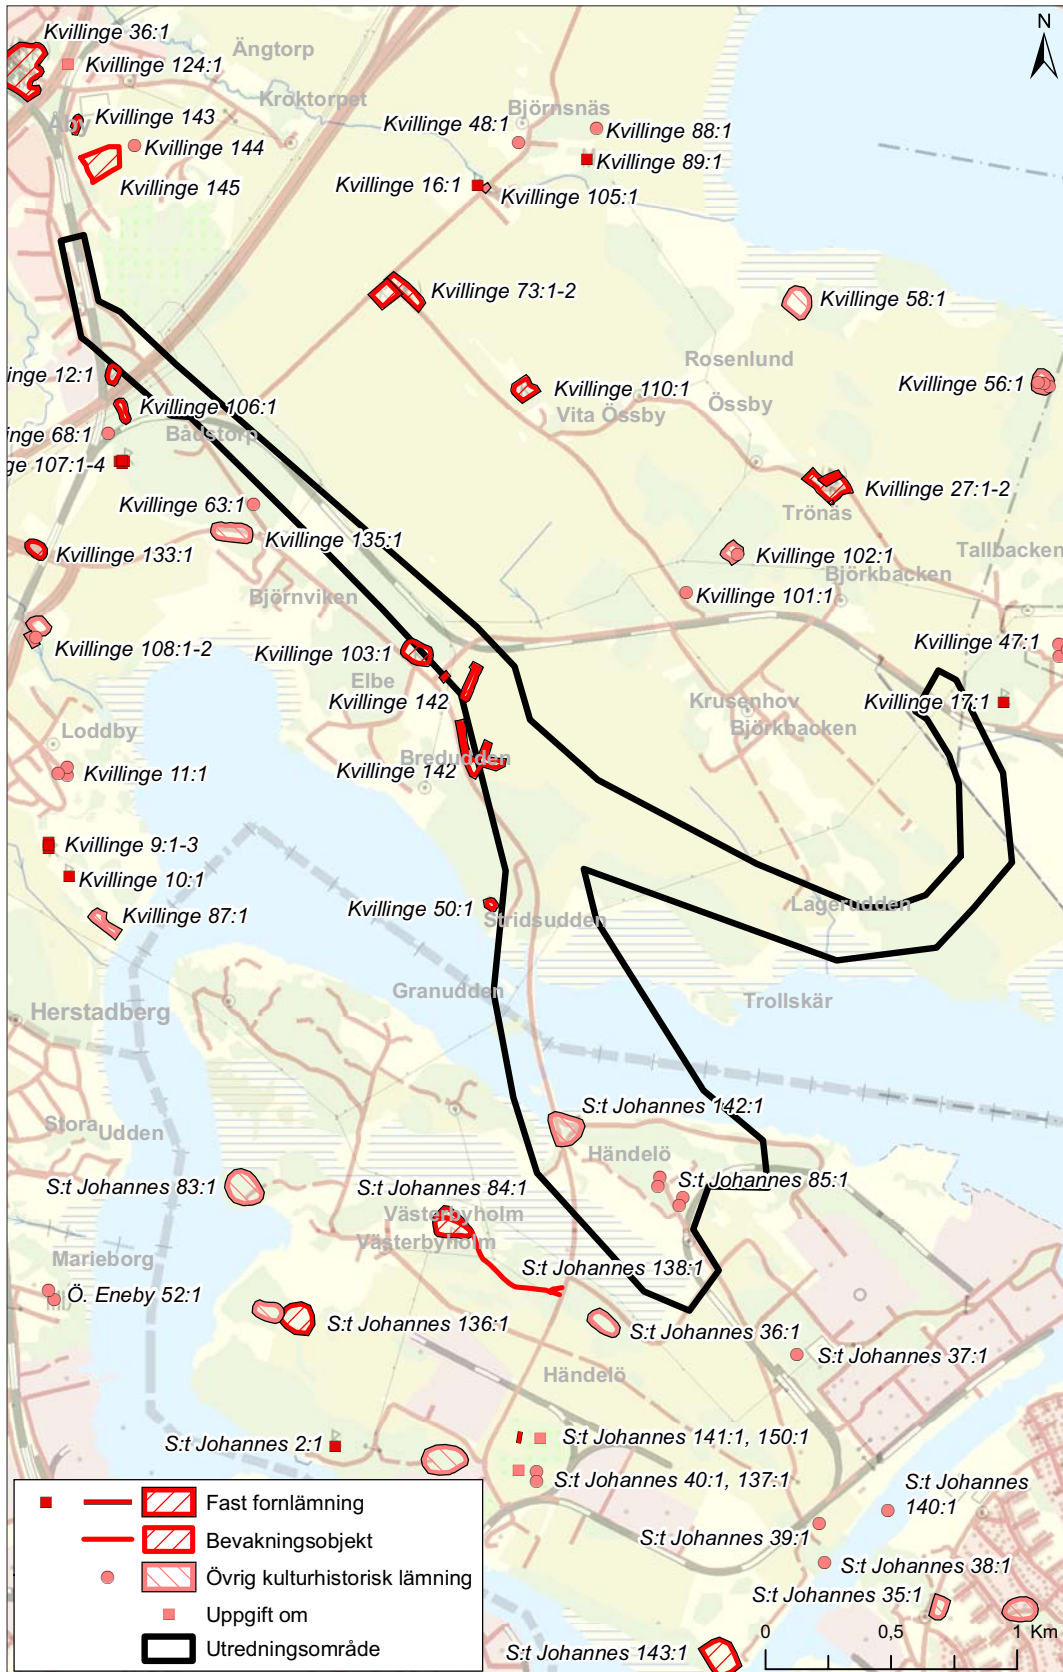 Kvillinge 36:1
Ängtorp
N
Kvillinge 124:1
Kroktorpet
Björnsnäs
Kvillinge 143
Kvillinge 48:1
Kvillinge 88:1
Åby
Kvillinge 144
Kvillinge 89:1
Kvillinge 145
Kvillinge 16:1
Kvillinge 105:1
Kvillinge 73:1-2
Kvillinge 58:1
Rosenlund
inge 12:1
Kvillinge 110:1
Kvillinge 56:1
Kvillinge 106:1
Vita Össby
Össby
nge 68:1
Bådstorp
ge 107:1-4
Kvillinge 27:1-2
Kvillinge 63:1
Trönäs
Kvillinge 135:1
Kvillinge 133:1
Kvillinge 102:1
Tallbacken
Björkbacken
Björnviken
Kvillinge 101:1
Kvillinge 108:1-2
Kvillinge 103:1
Kvillinge 47:1
Elbe
Kvillinge 142
Krusenhov
Kvillinge 17:1
Loddby
Björkbacken
Bredudden
Kvillinge 11:1
Kvillinge 142
Kvillinge 9:1-3
Kvillinge 10:1
Kvillinge 87:1
Kvillinge 50:1
Stridsudden
Lagerudden
Granudden
Trollskär
Herstadberg
S:t Johannes 142:1
Stora
Udden
Händelö
S:t Johannes 83:1
S:t Johannes 84:1
S:t Johannes 85:1
Västerbyholm
Västerbyholm
Marieborg
S:t Johannes 138:1
Ö. Eneby 52:1
S:t Johannes 136:1
S:t Johannes 36:1
S:t Johannes 37:1
Händelö
S:t Johannes 2:1
S:t Johannes 141:1, 150:1
S:t Johannes 40:1, 137:1
S:t Johannes
140:1
S:t Johannes 39:1
S:t Johannes 38:1
S:t Johannes 35:1
S:t Johannes 143:1
Fast fornlämning
Bevakningsobjekt
Övrig kulturhistorisk lämning
Uppgift om
Utredningsområde
0 0,5 1 Km